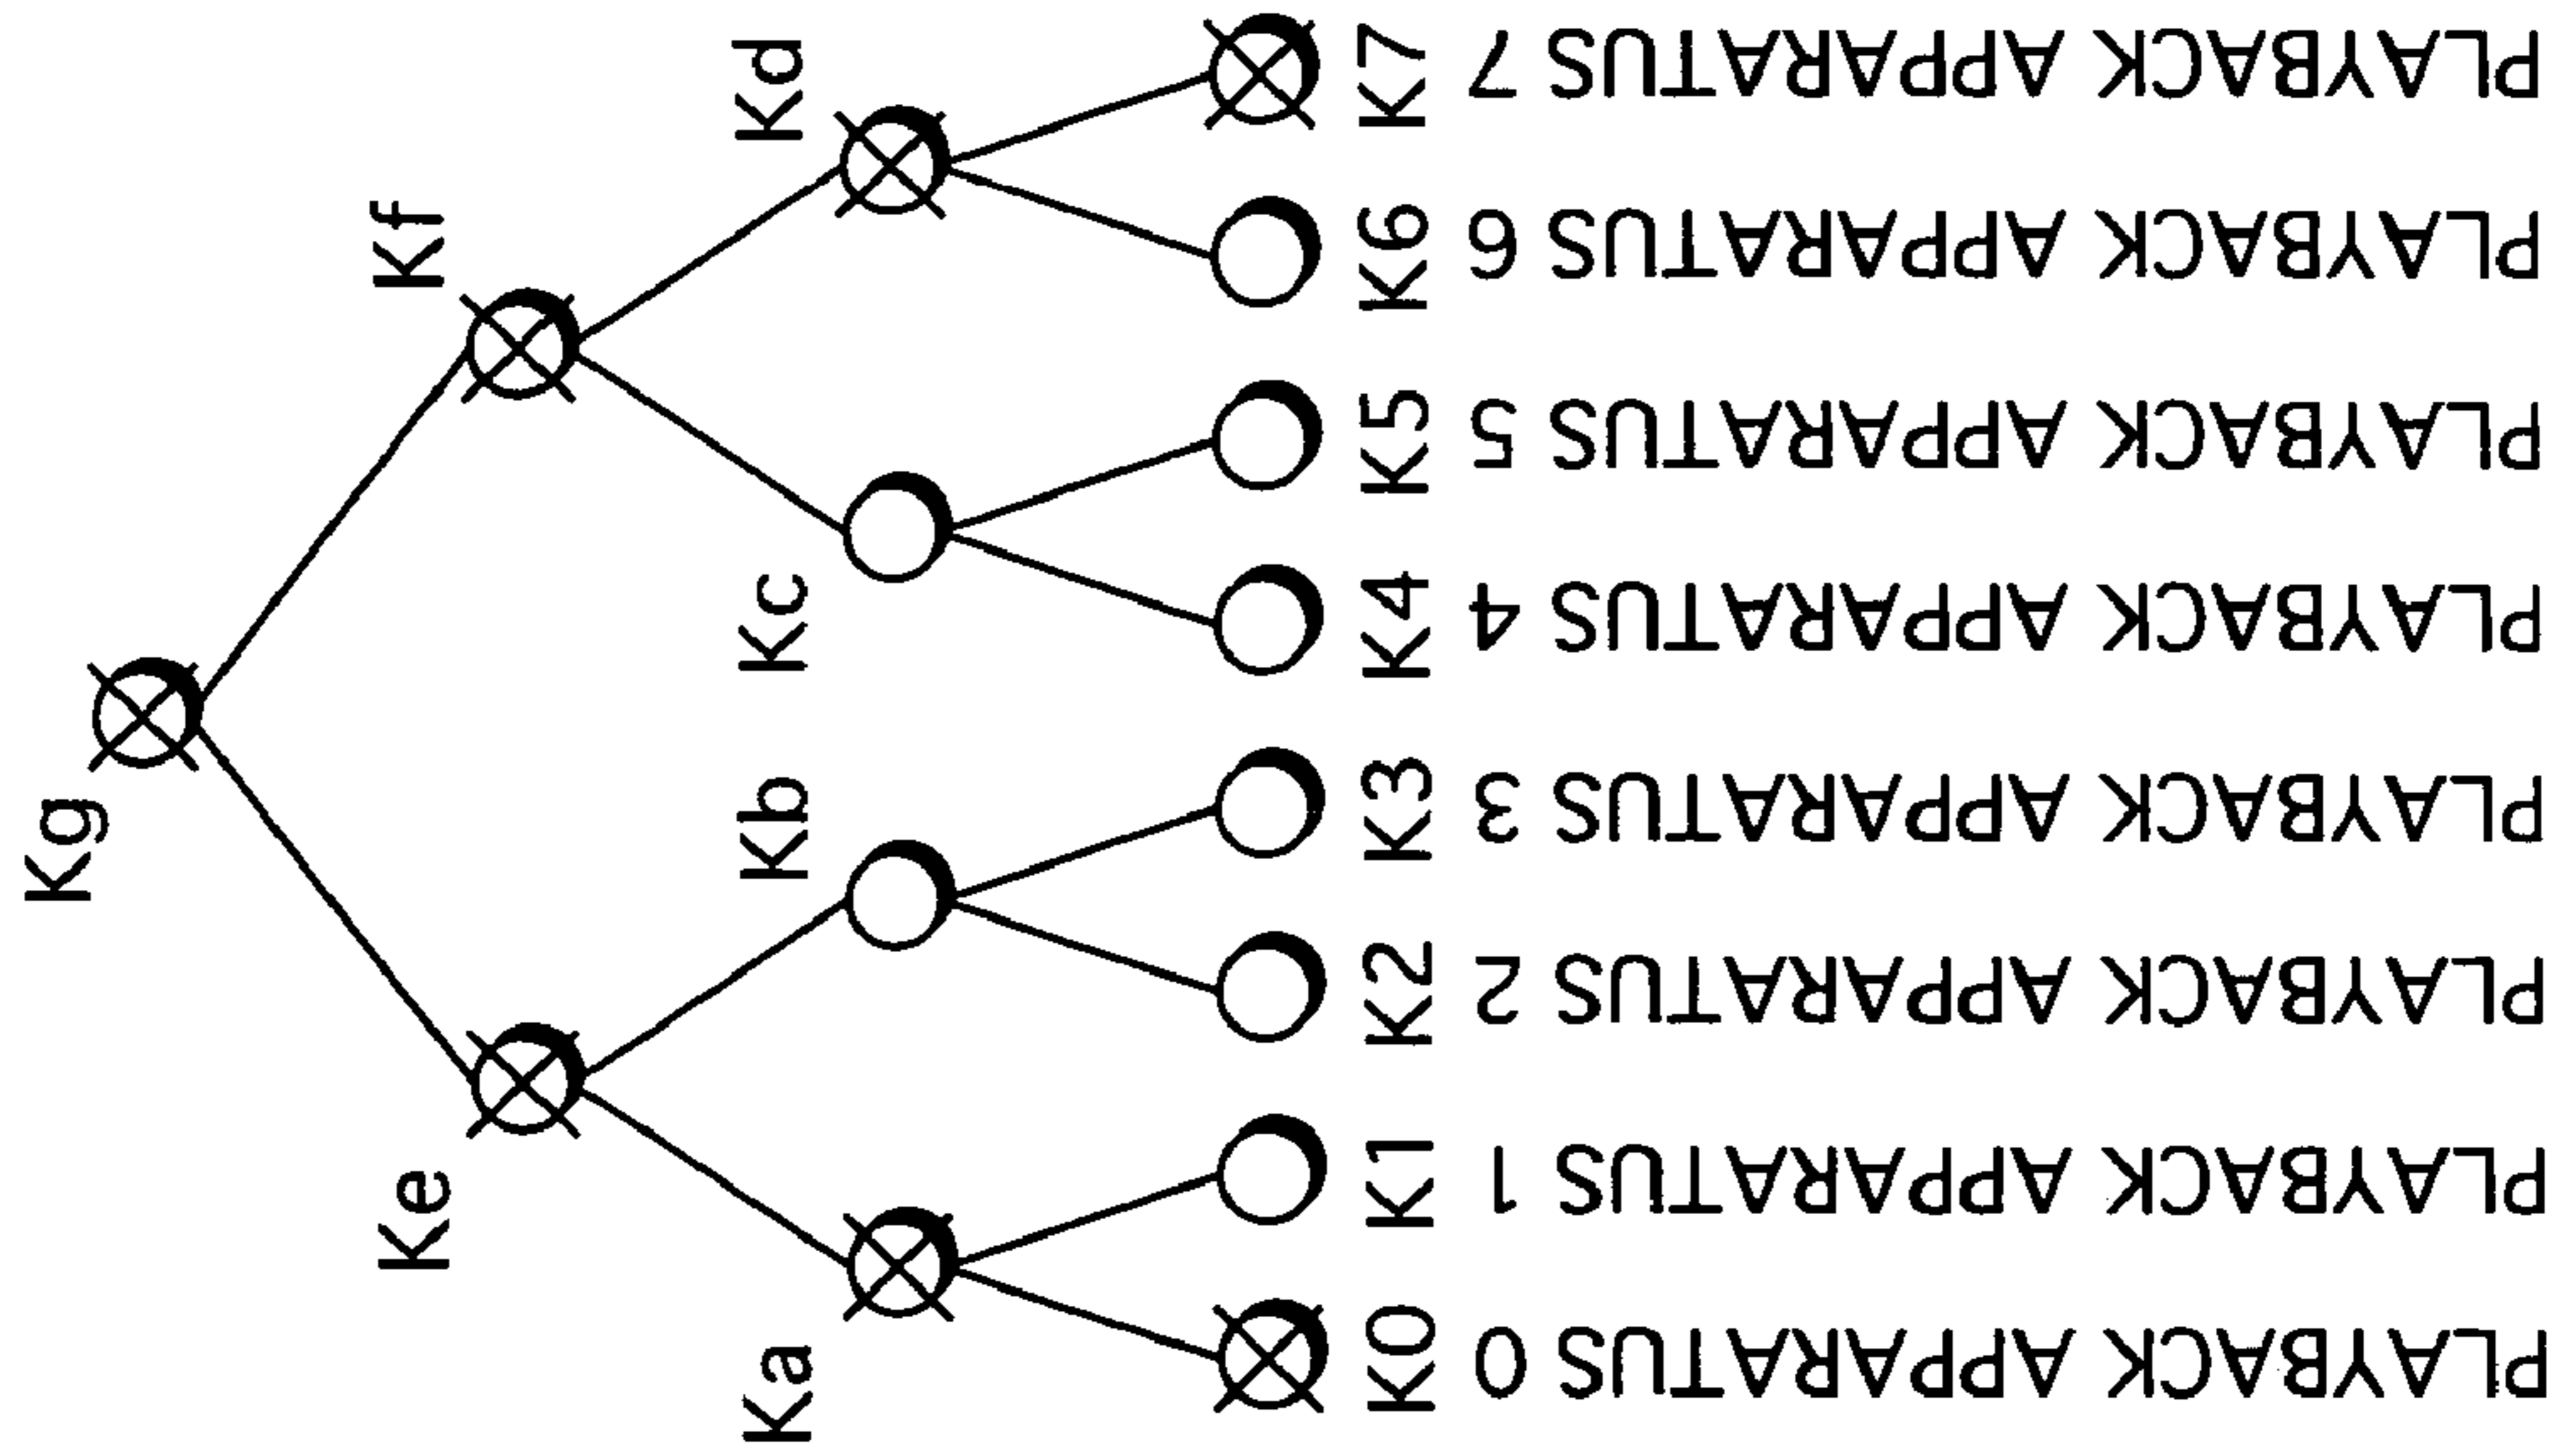 Kg
Ke
Kf
Ka
Kb
Kc
Kd
K0
K1
K2
K3
K4
K5
K6
K7
PLAYBACK APPARATUS 0
PLAYBACK APPARATUS 1
PLAYBACK APPARATUS 2
PLAYBACK APPARATUS 3
PLAYBACK APPARATUS 4
PLAYBACK APPARATUS 5
PLAYBACK APPARATUS 6
PLAYBACK APPARATUS 7